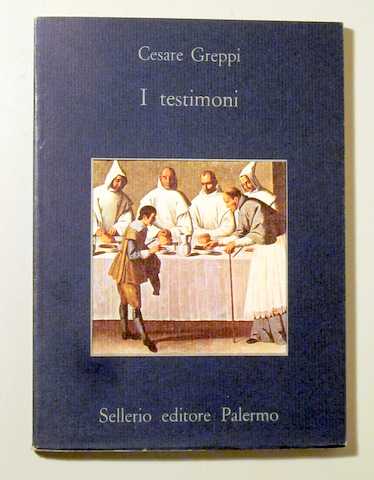 Cesare Greppi
I testimoni
Sellerio editore Palermo